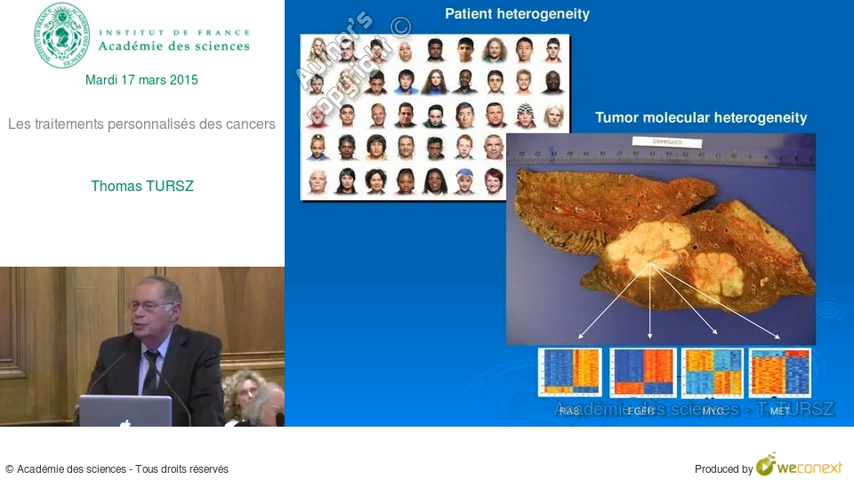 INSTITUT DE FRANCE
Académie des sciences
Mardi 17 mars 2015
Les traitements personnalisés des cancers
Thomas TURSZ
Patient heterogeneity
Author's
copyright ©
Tumor molecular heterogeneity
RAS
EGFR
MYC
MET
Académie des sciences - T. TURSZ
© Académie des sciences - Tous droits réservés
Produced by weconext